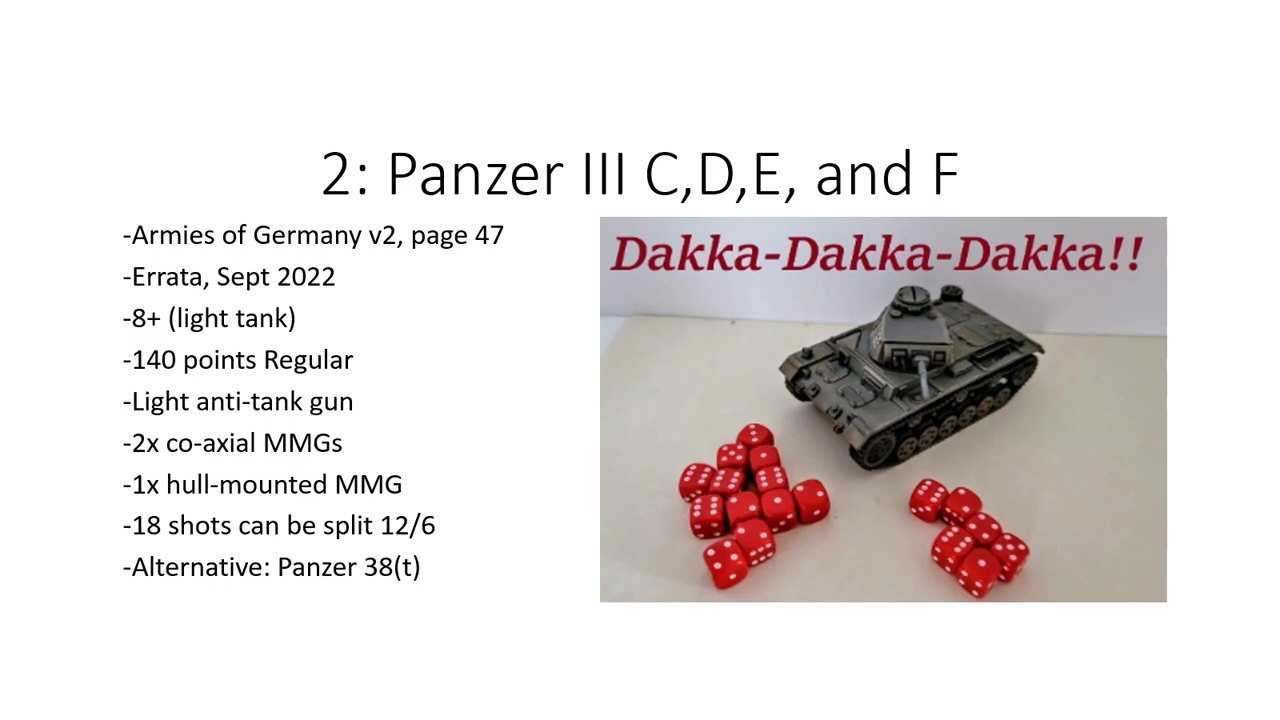 2: Panzer III C,D,E, and F
-Armies of Germany v2, page 47
-Errata, Sept 2022
-8+ (light tank)
-140 points Regular
-Light anti-tank gun
-2x co-axial MMGs
-1x hull-mounted MMG
-18 shots can be split 12/6
-Alternative: Panzer 38(t)
Dakka-Dakka-Dakka!!